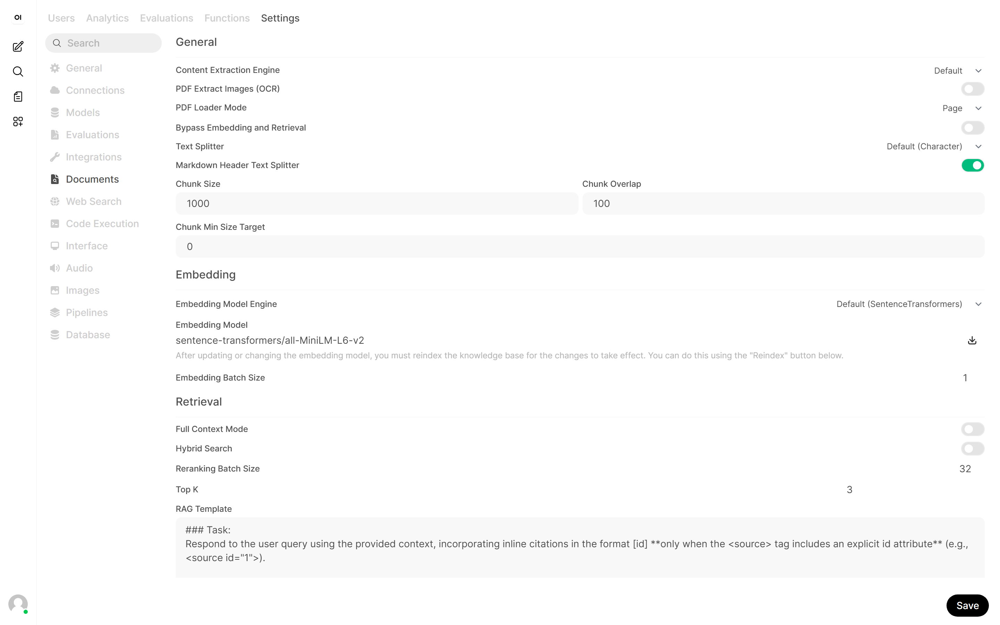 OI
Users Analytics Evaluations Functions Settings
Search
General
Connections
Models
Evaluations
Integrations
Documents
Web Search
Code Execution
Interface
Audio
Images
Pipelines
Database
General
Content Extraction Engine Default
PDF Extract Images (OCR)
PDF Loader Mode Page
Bypass Embedding and Retrieval
Text Splitter Default (Character)
Markdown Header Text Splitter
Chunk Size Chunk Overlap
1000 100
Chunk Min Size Target
0
Embedding
Embedding Model Engine Default (SentenceTransformers)
Embedding Model
sentence-transformers/all-MiniLM-L6-v2
After updating or changing the embedding model, you must reindex the knowledge base for the changes to take effect. You can do this using the "Reindex" button below.
Embedding Batch Size 1
Retrieval
Full Context Mode
Hybrid Search
Reranking Batch Size 32
Top K 3
RAG Template
### Task:
Respond to the user query using the provided context, incorporating inline citations in the format [id] **only when the <source> tag includes an explicit id attribute** (e.g.,
<source id="1">).
Save